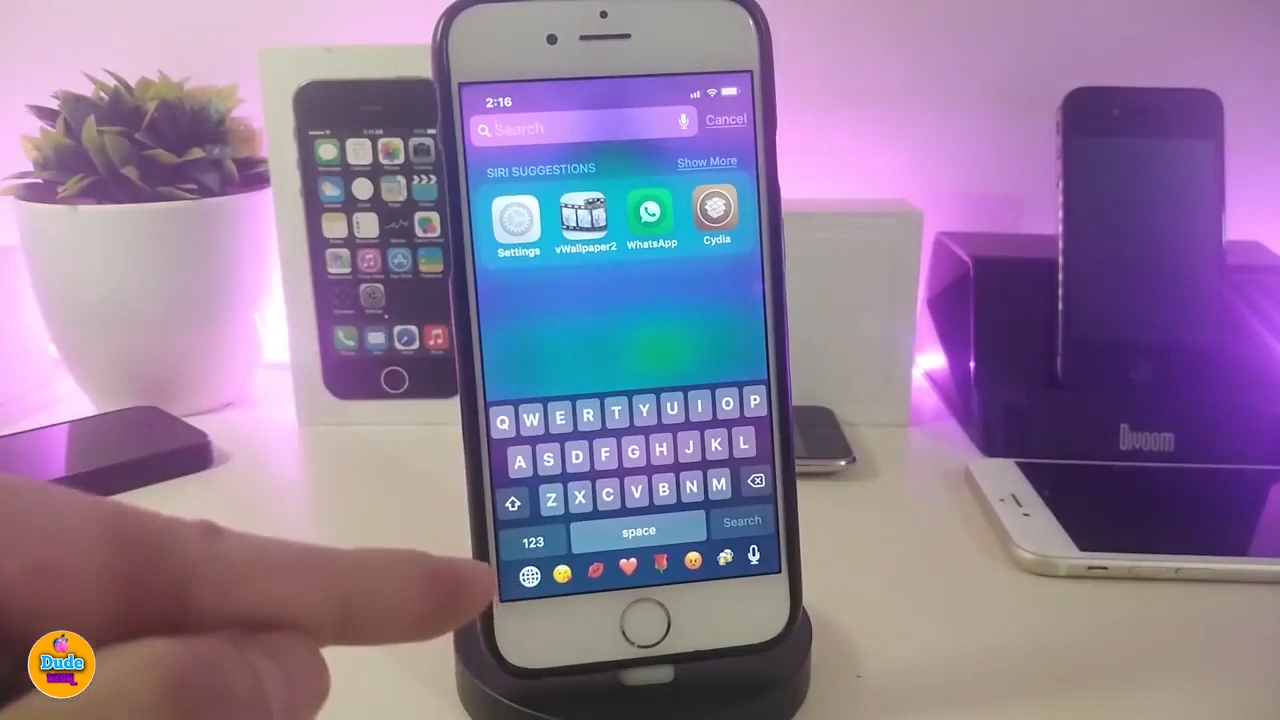 2:16
Search
Cancel
SIRI SUGGESTIONS
Show More
Settings
vWallpaper2
WhatsApp
Cydia
Q W E R T Y U I O P
A S D F G H J K L
Z X C V B N M
123
space
Search
Divoom
Dude